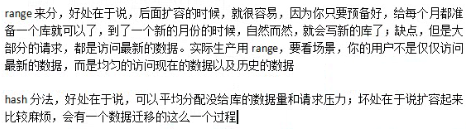 range 来分，好处在于说，后面扩容的时候，就很容易，因为你只要预备好，给每个月都准
备一个库就可以了，到了一个新的月份的时候，自然而然，就会写新的库了；缺点，但是大
部分的请求，都是访问最新的数据。实际生产用 range，要看场景，你的用户不是仅仅访问
最新的数据，而是均匀的访问现在的数据以及历史的数据
hash 分法，好处在于说，可以平均分配没给库的数据量和请求压力；坏处在于说扩容起来
比较麻烦，会有一个数据迁移的这么一个过程